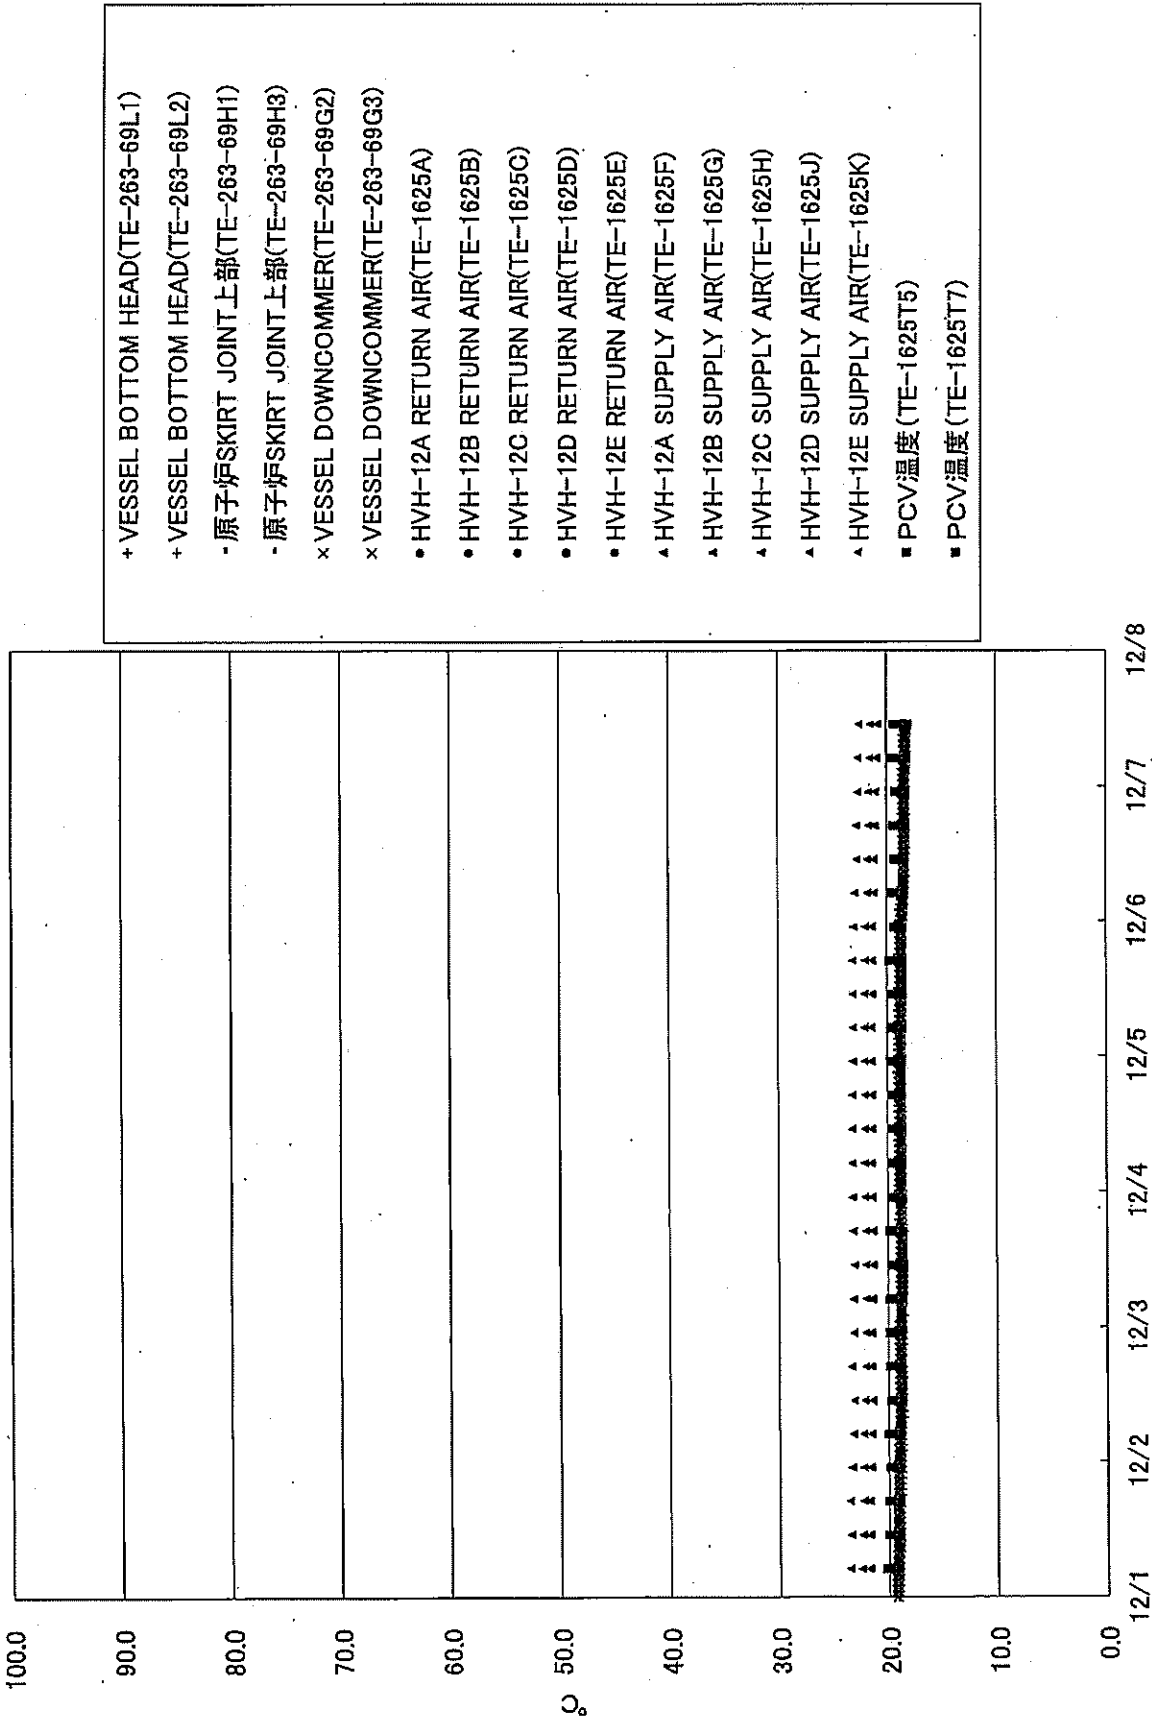 + VESSEL BOTTOM HEAD(TE-263-69L1)
+ VESSEL BOTTOM HEAD(TE-263-69L2)
- 原子炉SKIRT JOINT上部(TE-263-69H1)
- 原子炉SKIRT JOINT上部(TE-263-69H3)
× VESSEL DOWNCOMMER(TE-263-69G2)
× VESSEL DOWNCOMMER(TE-263-69G3)
● HVH-12A RETURN AIR(TE-1625A)
● HVH-12B RETURN AIR(TE-1625B)
● HVH-12C RETURN AIR(TE-1625C)
● HVH-12D RETURN AIR(TE-1625D)
● HVH-12E RETURN AIR(TE-1625E)
▲ HVH-12A SUPPLY AIR(TE-1625F)
▲ HVH-12B SUPPLY AIR(TE-1625G)
▲ HVH-12C SUPPLY AIR(TE-1625H)
▲ HVH-12D SUPPLY AIR(TE-1625J)
▲ HVH-12E SUPPLY AIR(TE-1625K)
■ PCV温度(TE-1625T5)
■ PCV温度(TE-1625T7)
℃
100.0
90.0
80.0
70.0
60.0
50.0
40.0
30.0
20.0
10.0
0.0
12/1
12/2
12/3
12/4
12/5
12/6
12/7
12/8